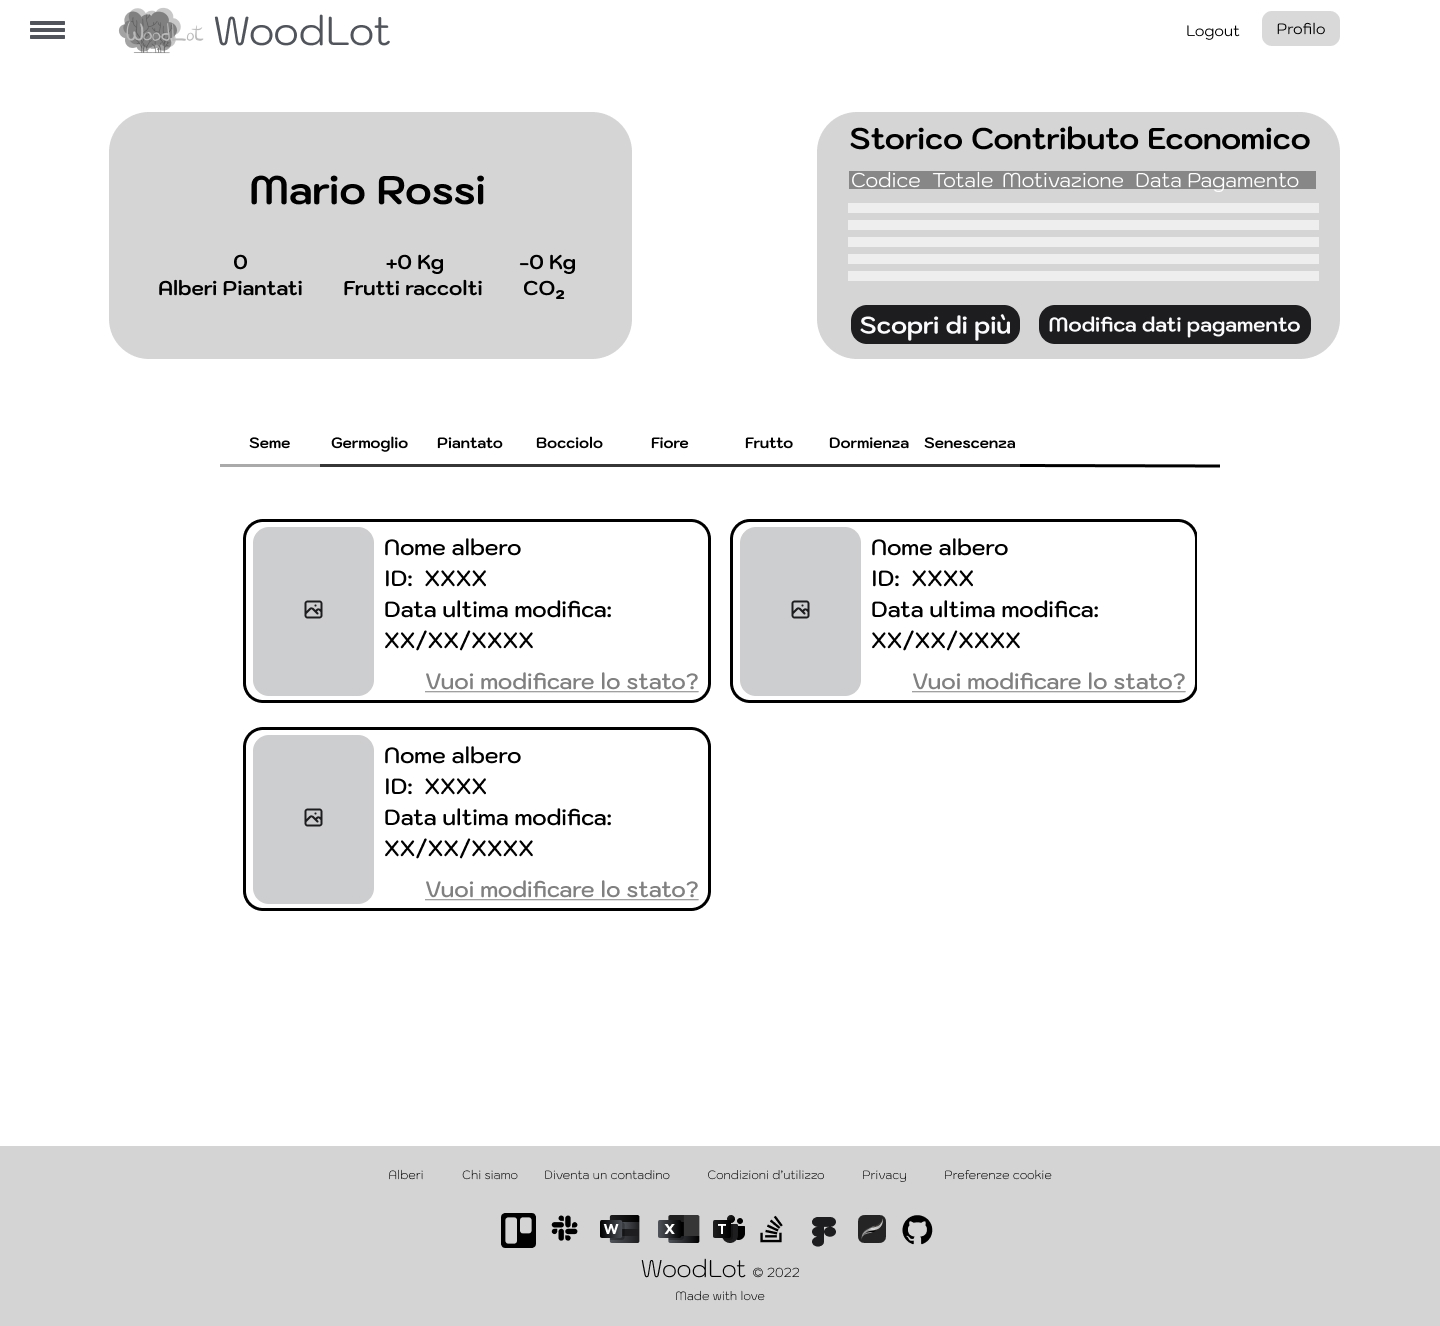 WoodLot WoodLot
Logout
Profilo
Mario Rossi
0
Alberi Piantati
+0 Kg
Frutti raccolti
-0 Kg
CO₂
Storico Contributo Economico
Codice Totale Motivazione Data Pagamento
Scopri di più
Modifica dati pagamento
Seme Germoglio Piantato Bocciolo Fiore Frutto Dormienza Senescenza
Nome albero
ID: XXXX
Data ultima modifica:
XX/XX/XXXX
Vuoi modificare lo stato?
Nome albero
ID: XXXX
Data ultima modifica:
XX/XX/XXXX
Vuoi modificare lo stato?
Nome albero
ID: XXXX
Data ultima modifica:
XX/XX/XXXX
Vuoi modificare lo stato?
Alberi Chi siamo Diventa un contadino Condizioni d'utilizzo Privacy Preferenze cookie
W X T
WoodLot © 2022
Made with love